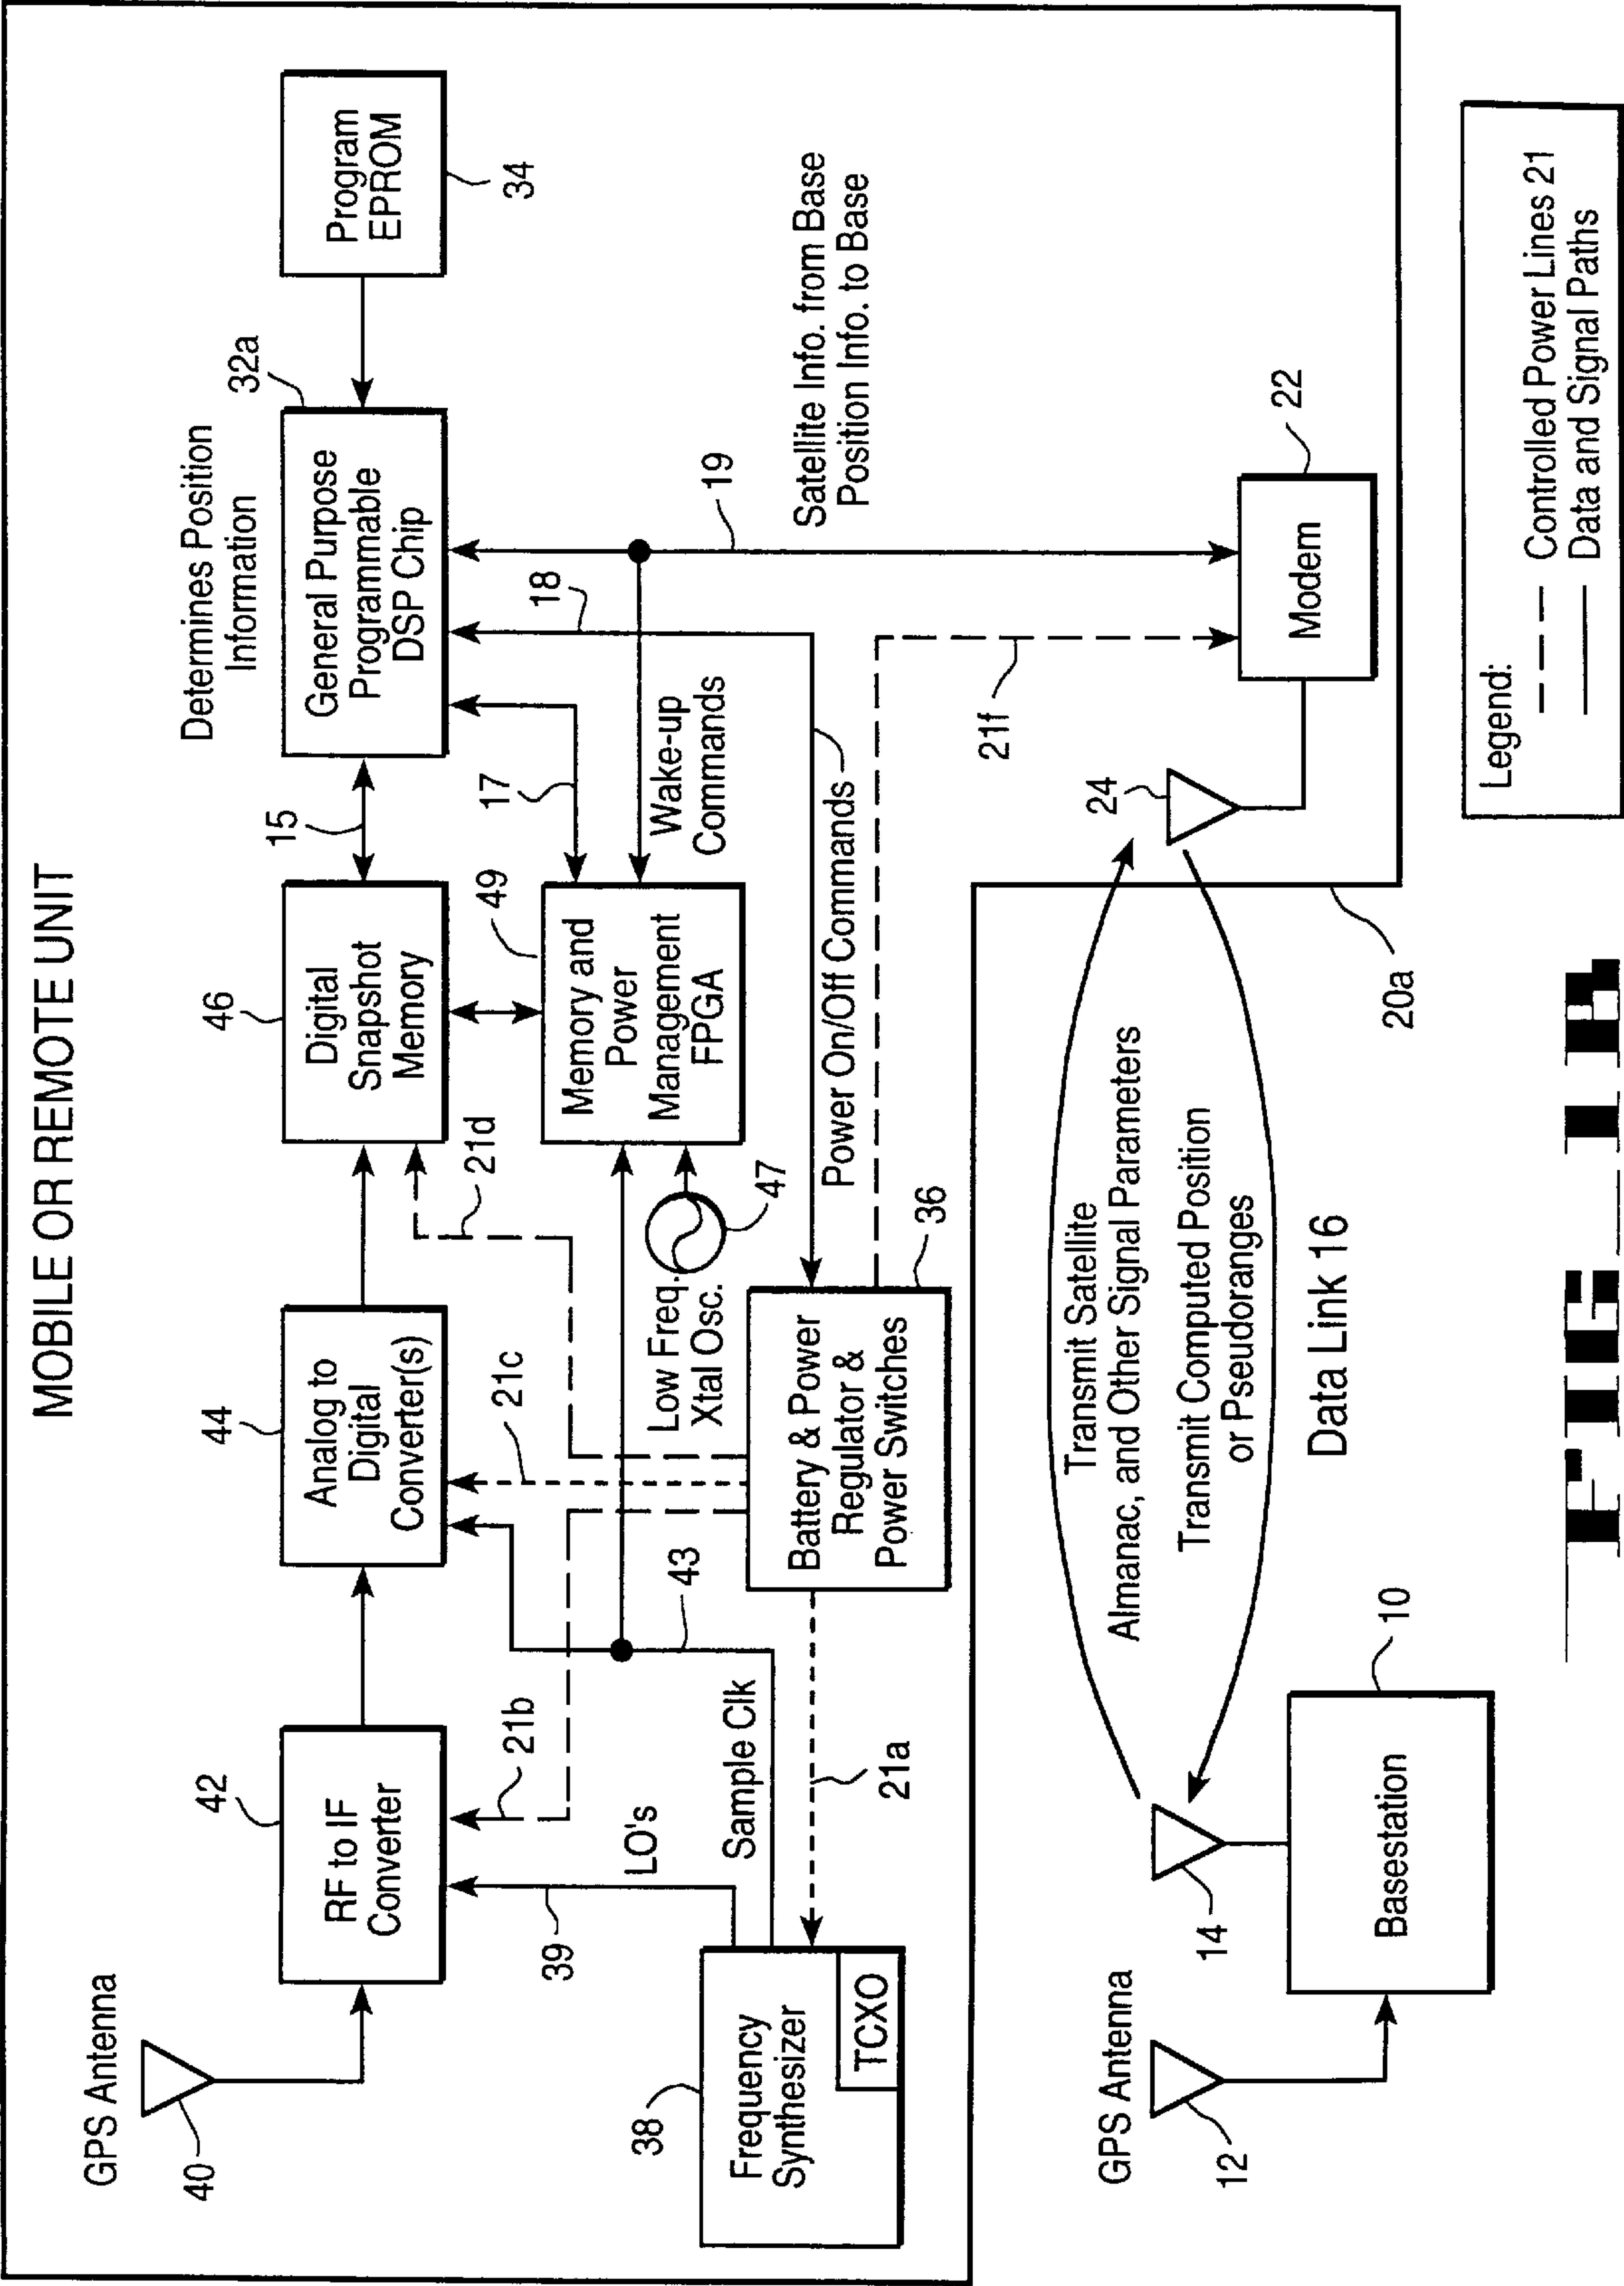 MOBILE OR REMOTE UNIT
GPS Antenna
40
42
RF to IF
Converter
44
Analog to
Digital
Converter(s)
46
Digital
Snapshot
Memory
15
Determines Position
Information
32a
General Purpose
Programmable
DSP Chip
Program
EPROM
34
39
LO's
21b
Sample Clk
43
21c
21d
Low Freq.
Xtal Osc.
47
49
Memory and
Power
Management
FPGA
17
Wake-up
Commands
18
19
Satellite Info. from Base
Position Info. to Base
38
Frequency
Synthesizer
TCXO
21a
Battery & Power
Regulator &
Power Switches
36
Power On/Off Commands
21f
24
Modem
22
20a
GPS Antenna
12
14
Basestation
10
Transmit Satellite
Almanac, and Other Signal Parameters
Transmit Computed Position
or Pseudoranges
Data Link 16
Legend:
Controlled Power Lines 21
Data and Signal Paths